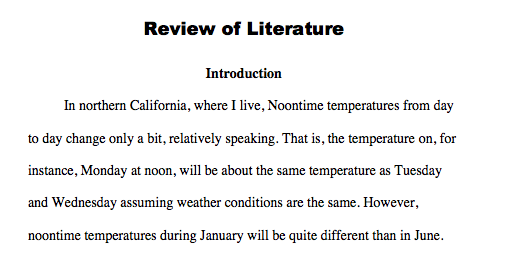 Review of Literature
Introduction
In northern California, where I live, Noontime temperatures from day
to day change only a bit, relatively speaking. That is, the temperature on, for
instance, Monday at noon, will be about the same temperature as Tuesday
and Wednesday assuming weather conditions are the same. However,
noontime temperatures during January will be quite different than in June.